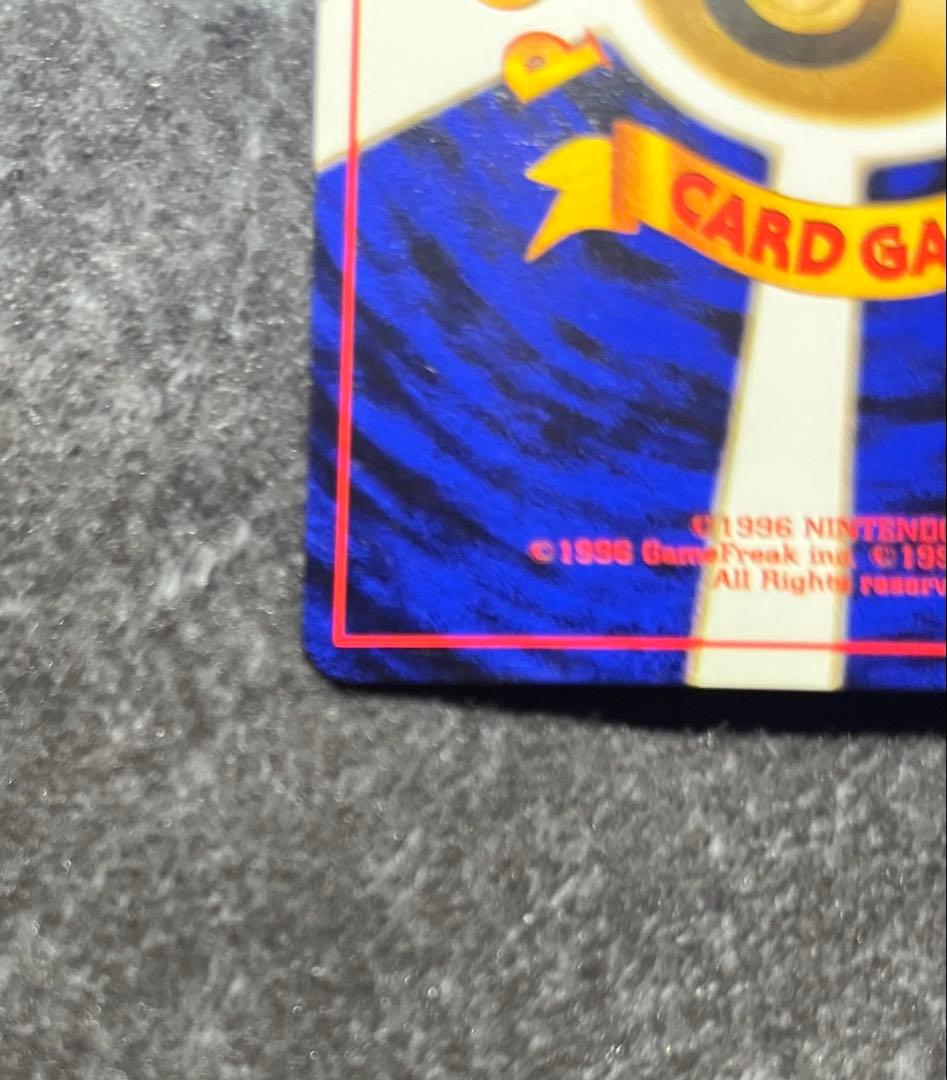 P
CARD GA
©1996 NINTENDO
©1996 GameFreak inc. ©199
All Rights reserv